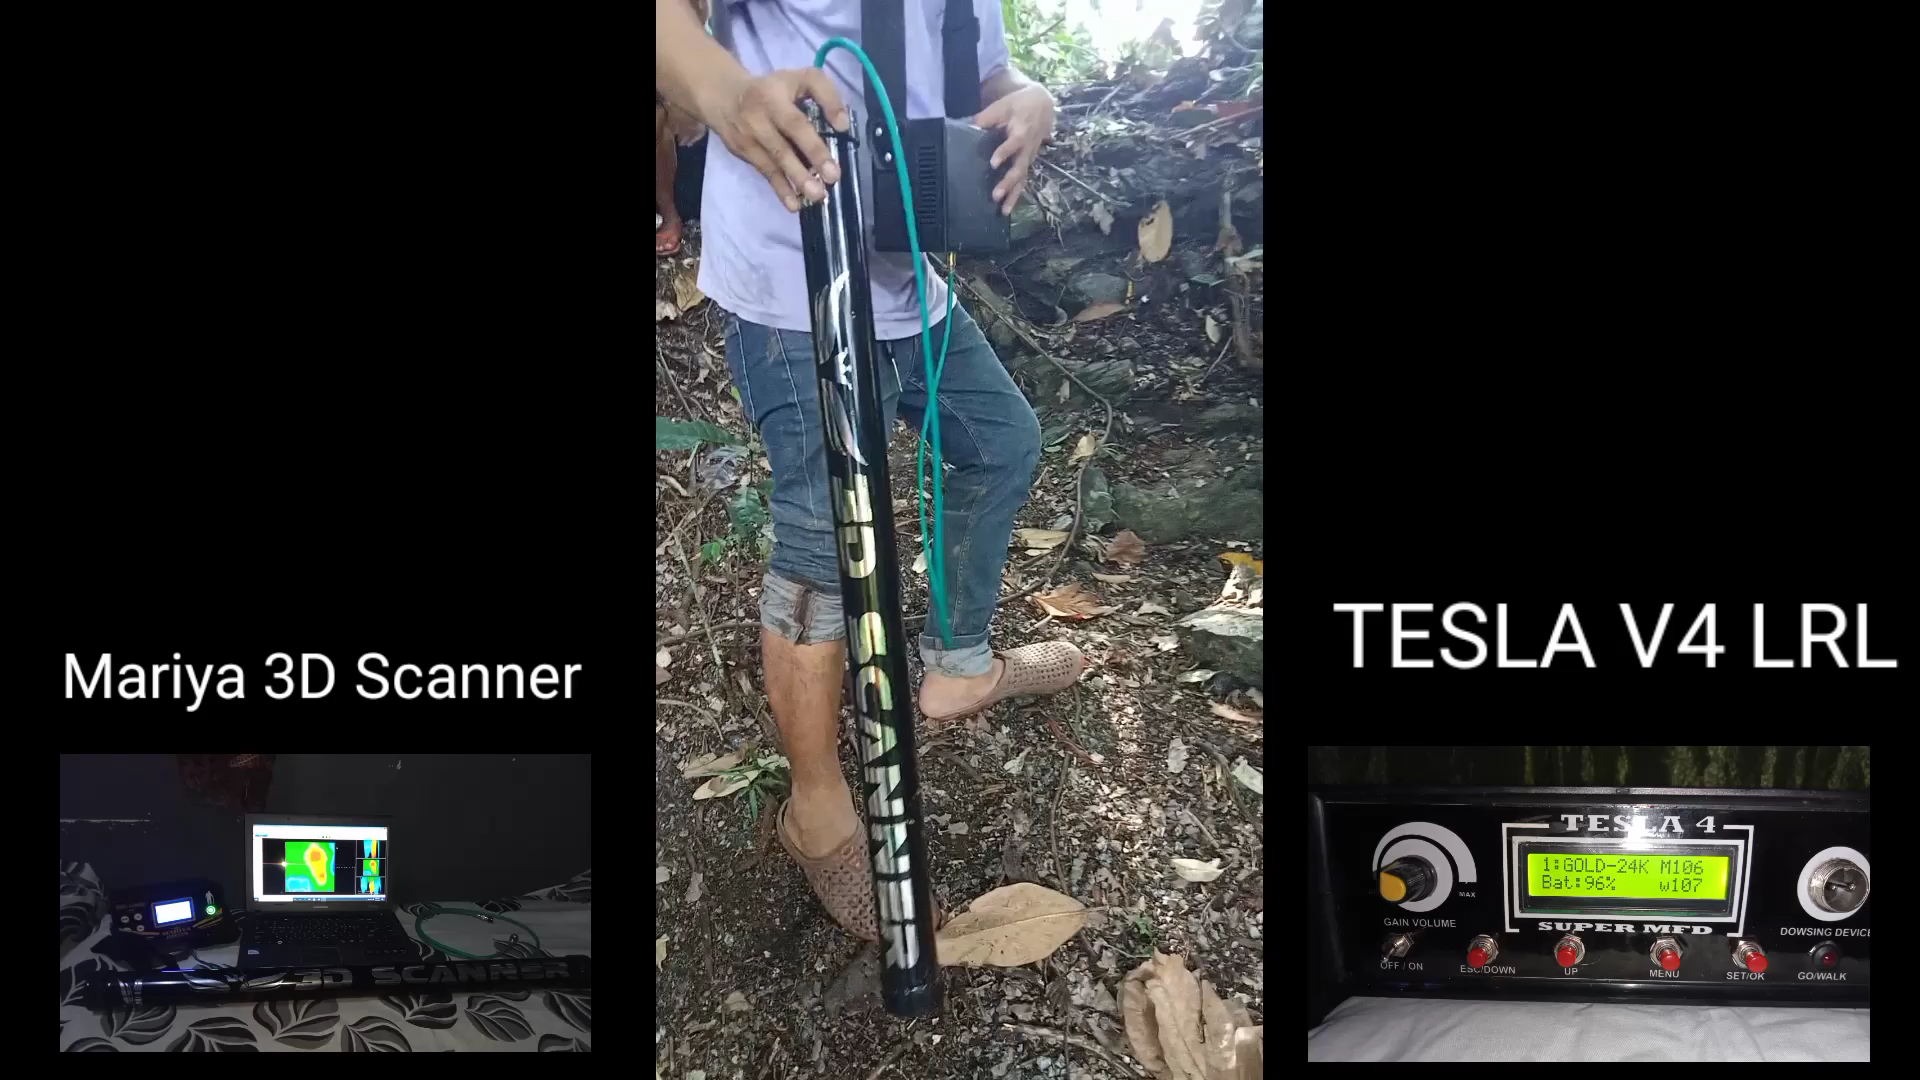 Mariya 3D Scanner
3D SCANNER
3D SCANNER
TESLA V4 LRL
TESLA 4
1:GOLD-24K M106
Bat:96% w107
SUPER MFD
MAX
GAIN VOLUME
OFF / ON
ESC/DOWN
UP
MENU
SET/OK
DOWSING DEVICE
GO/WALK